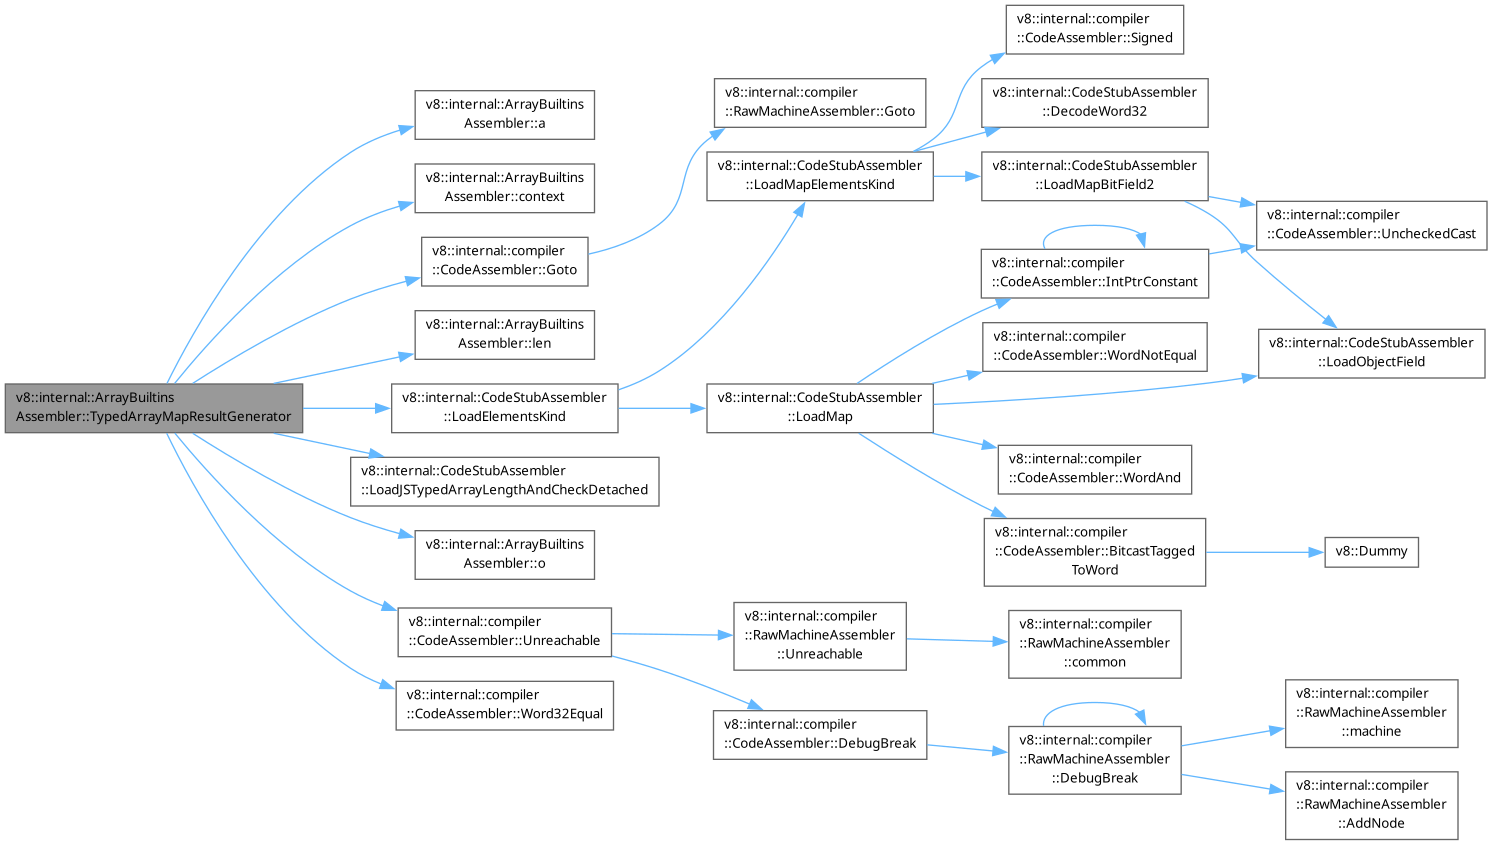 v8::internal::ArrayBuiltins
Assembler::TypedArrayMapResultGenerator
v8::internal::ArrayBuiltins
Assembler::a
v8::internal::ArrayBuiltins
Assembler::context
v8::internal::compiler
::CodeAssembler::Goto
v8::internal::ArrayBuiltins
Assembler::len
v8::internal::CodeStubAssembler
::LoadElementsKind
v8::internal::CodeStubAssembler
::LoadJSTypedArrayLengthAndCheckDetached
v8::internal::ArrayBuiltins
Assembler::o
v8::internal::compiler
::CodeAssembler::Unreachable
v8::internal::compiler
::CodeAssembler::Word32Equal
v8::internal::compiler
::RawMachineAssembler::Goto
v8::internal::CodeStubAssembler
::LoadMapElementsKind
v8::internal::CodeStubAssembler
::LoadMap
v8::internal::compiler
::RawMachineAssembler
::Unreachable
v8::internal::compiler
::CodeAssembler::DebugBreak
v8::internal::compiler
::CodeAssembler::Signed
v8::internal::CodeStubAssembler
::DecodeWord32
v8::internal::CodeStubAssembler
::LoadMapBitField2
v8::internal::compiler
::CodeAssembler::IntPtrConstant
v8::internal::compiler
::CodeAssembler::WordNotEqual
v8::internal::compiler
::CodeAssembler::WordAnd
v8::internal::compiler
::CodeAssembler::BitcastTagged
ToWord
v8::internal::compiler
::RawMachineAssembler
::common
v8::internal::compiler
::RawMachineAssembler
::DebugBreak
v8::internal::compiler
::CodeAssembler::UncheckedCast
v8::internal::CodeStubAssembler
::LoadObjectField
v8::Dummy
v8::internal::compiler
::RawMachineAssembler
::machine
v8::internal::compiler
::RawMachineAssembler
::AddNode